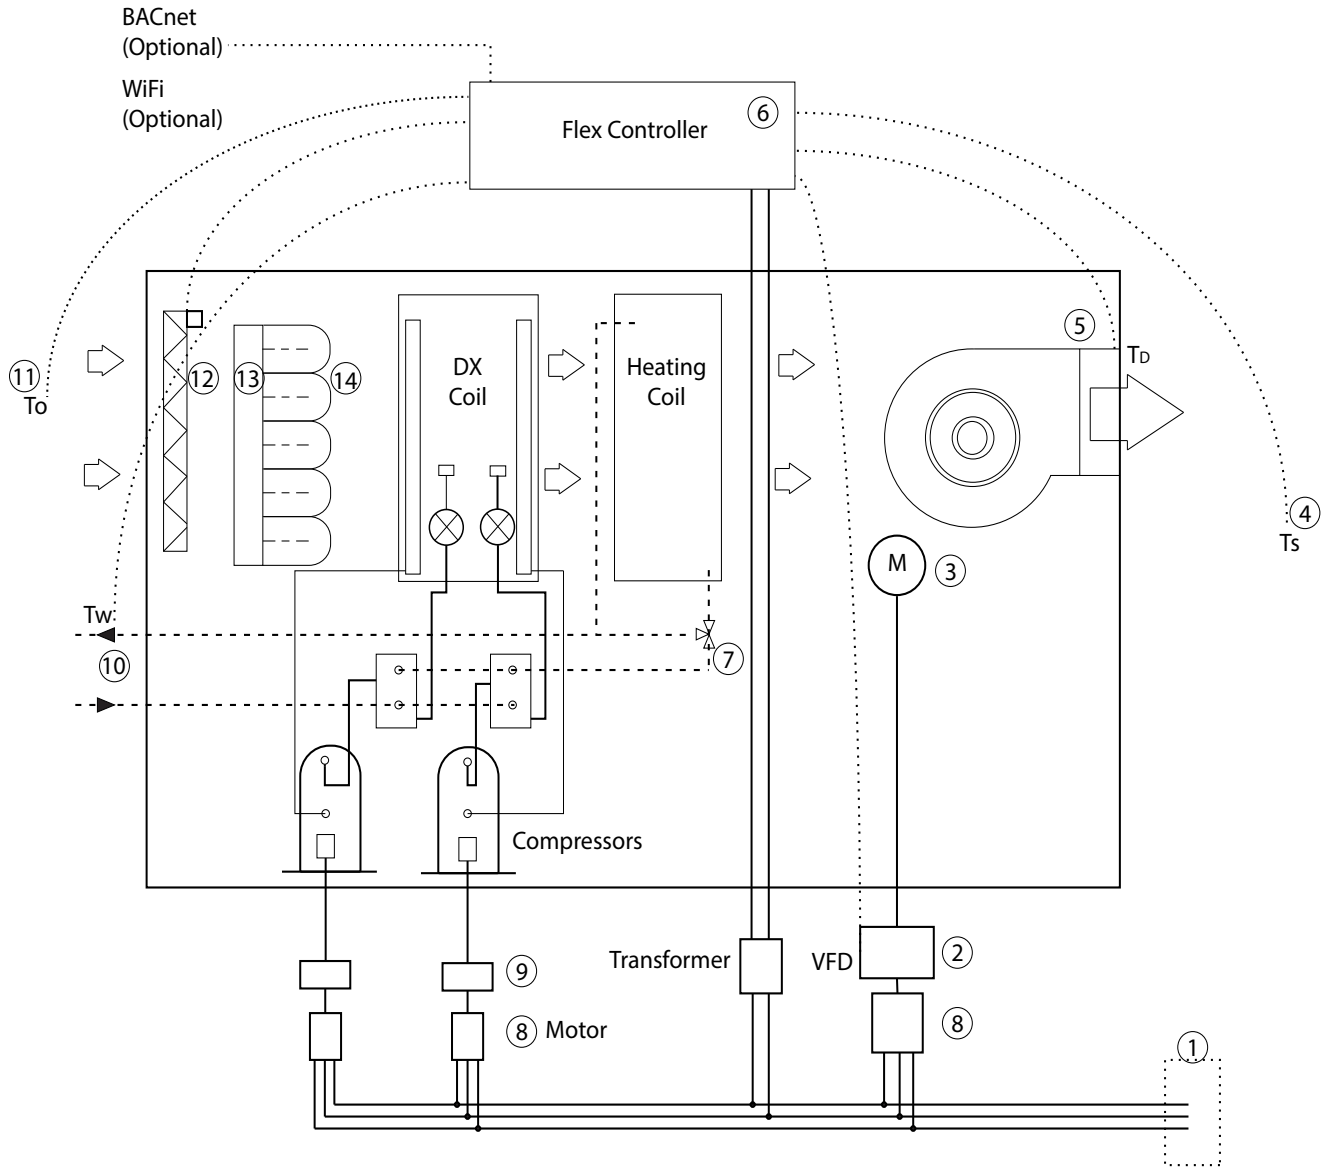 BACnet
(Optional)
WiFi
(Optional)
6
Flex Controller
5
11
To
12
13
14
DX
Coil
Heating
Coil
TD
4
Ts
M
3
Tw
10
7
Compressors
Transformer
VFD
2
9
8
Motor
8
1